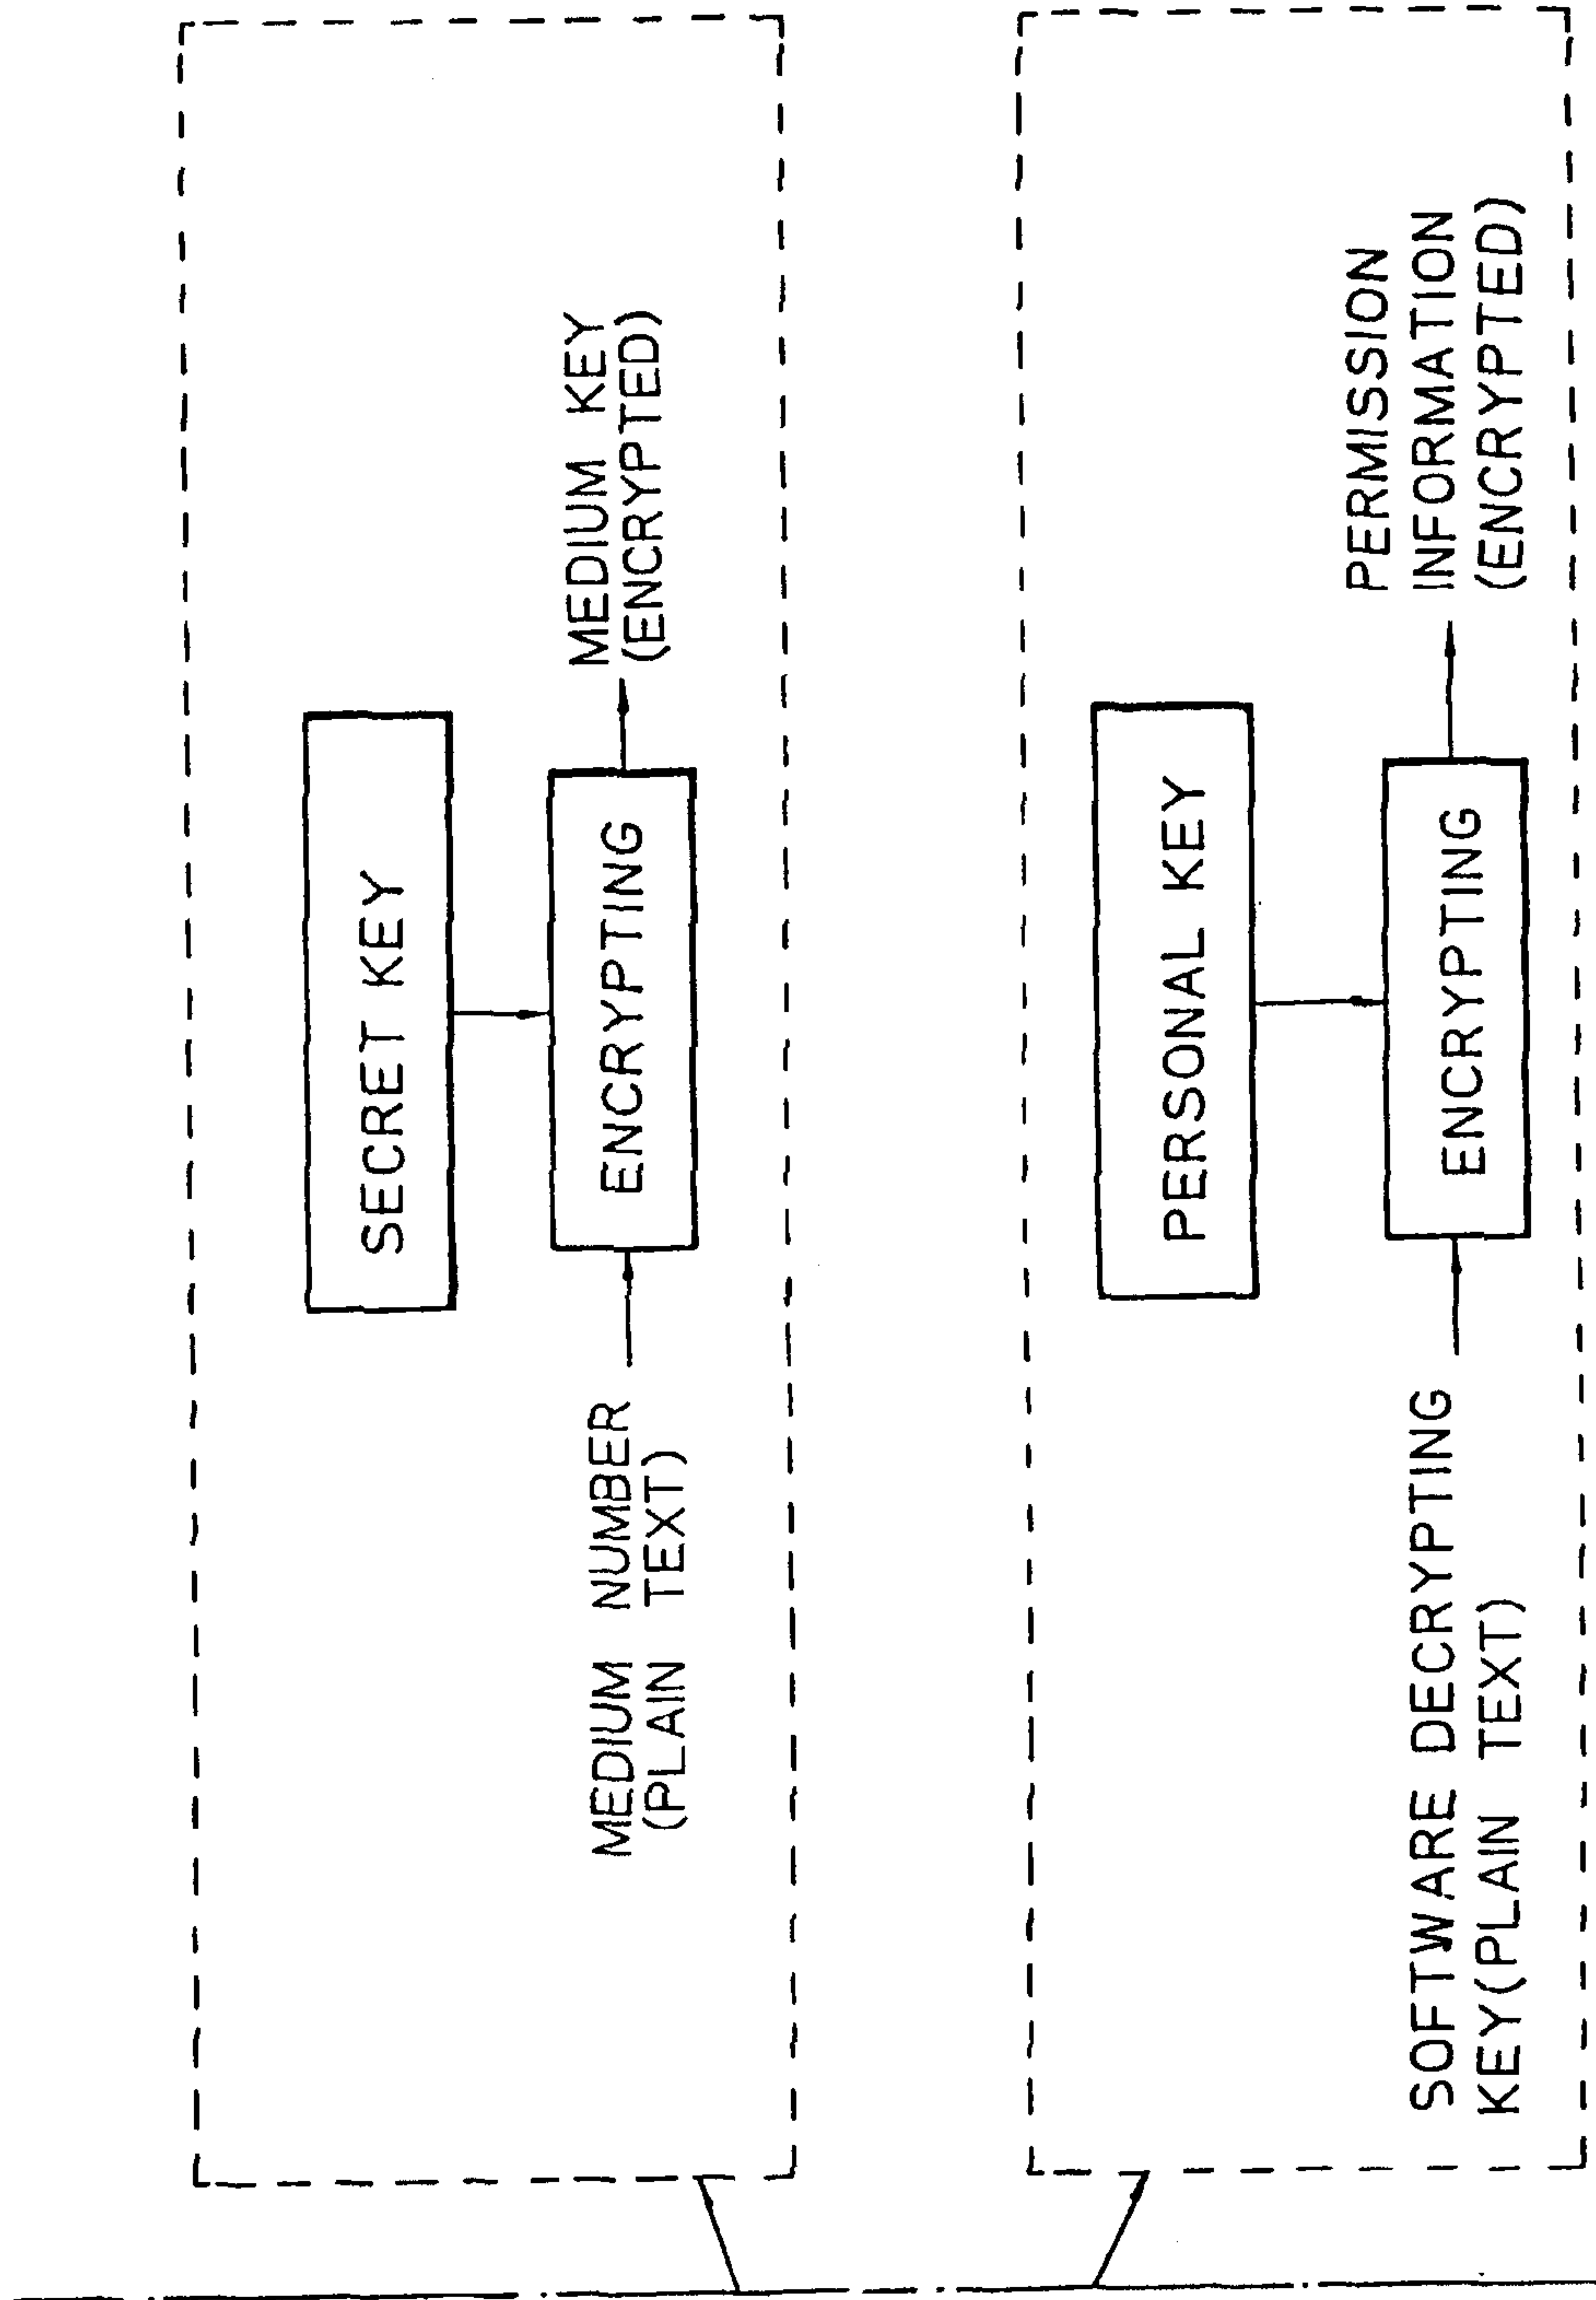 SECRET KEY
MEDIUM NUMBER
(PLAIN TEXT)
ENCRYPTING
MEDIUM KEY
(ENCRYPTED)
PERSONAL KEY
SOFTWARE DECRYPTING
KEY(PLAIN TEXT)
ENCRYPTING
PERMISSION
INFORMATION
(ENCRYPTED)